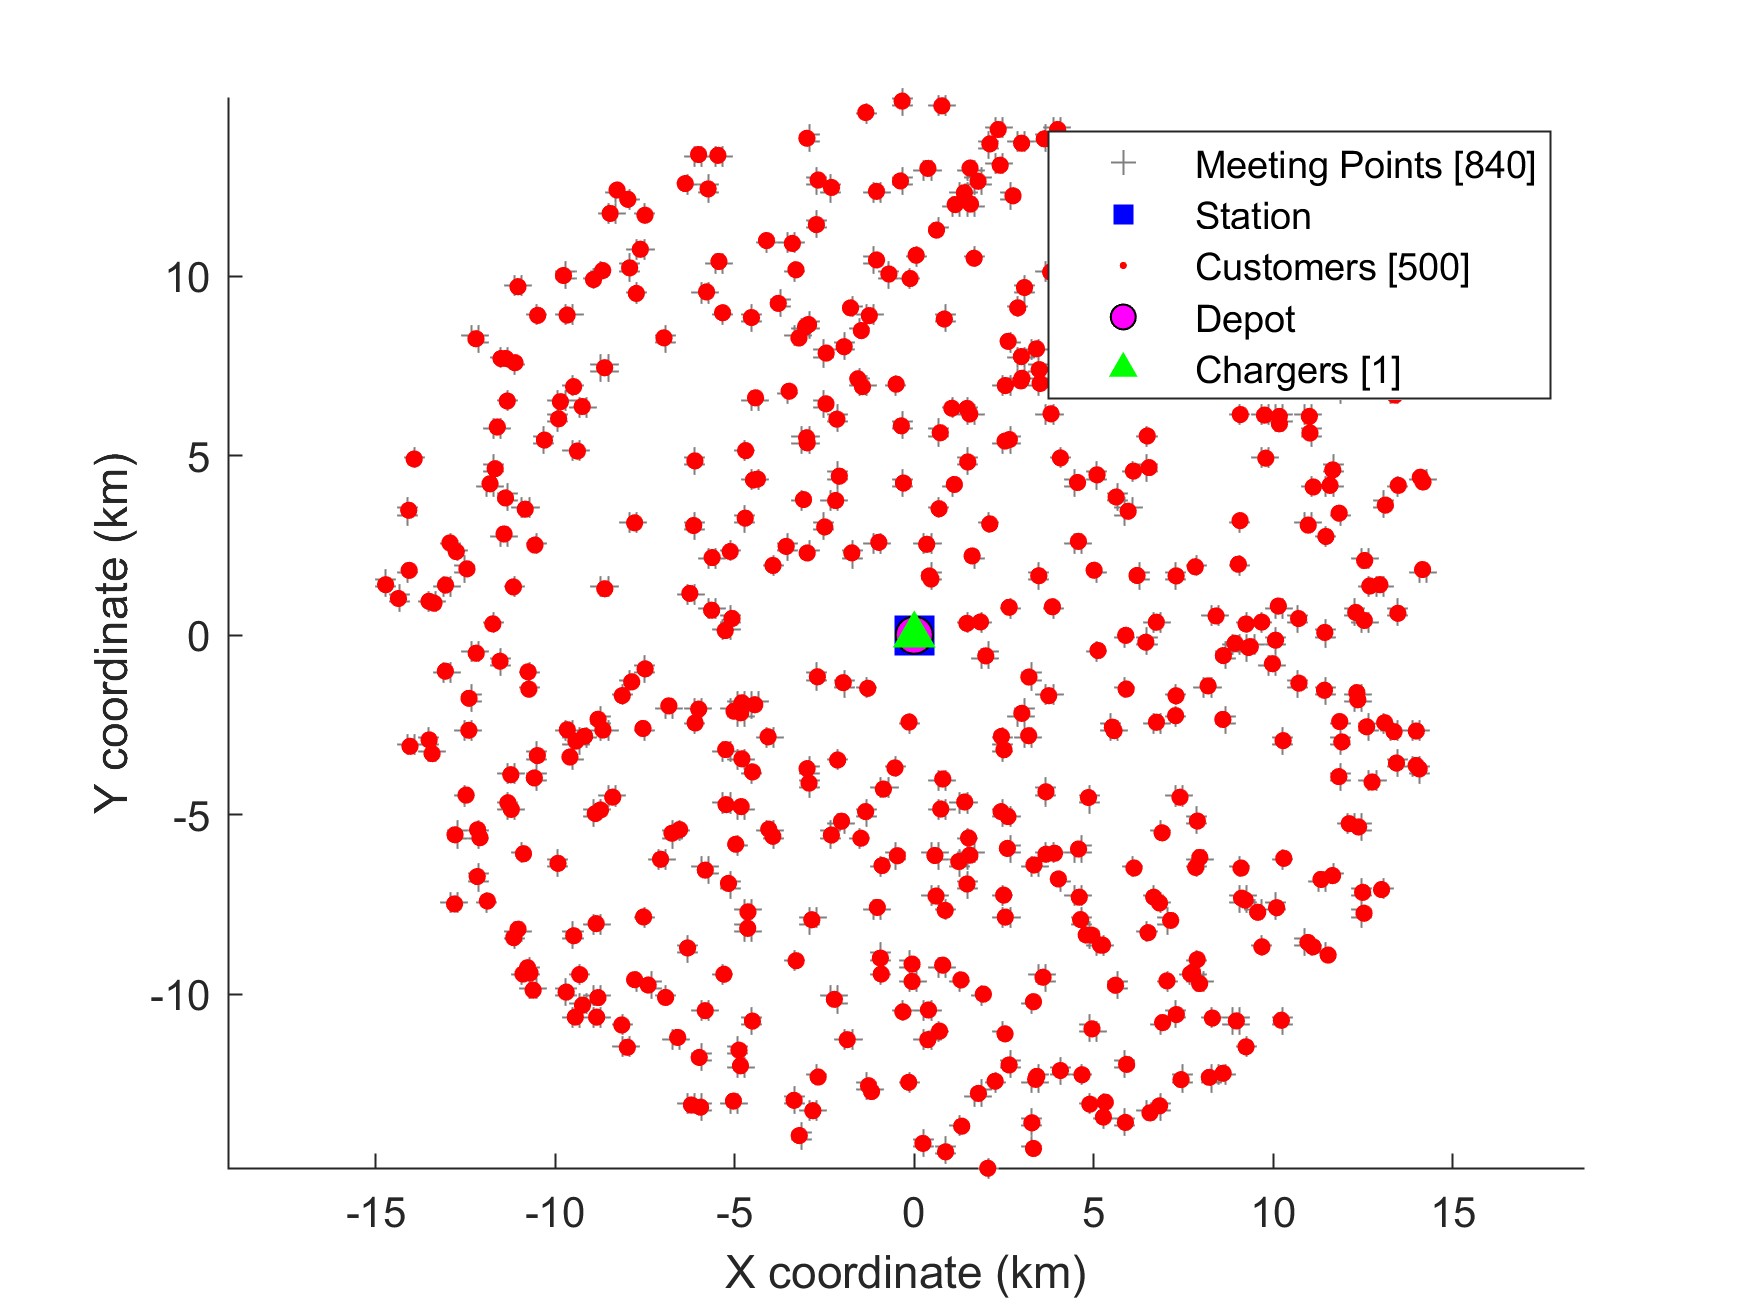 Meeting Points [840]
Station
Customers [500]
Depot
Chargers [1]
10
5
0
-5
-10
Y coordinate (km)
-15 -10 -5 0 5 10 15
X coordinate (km)